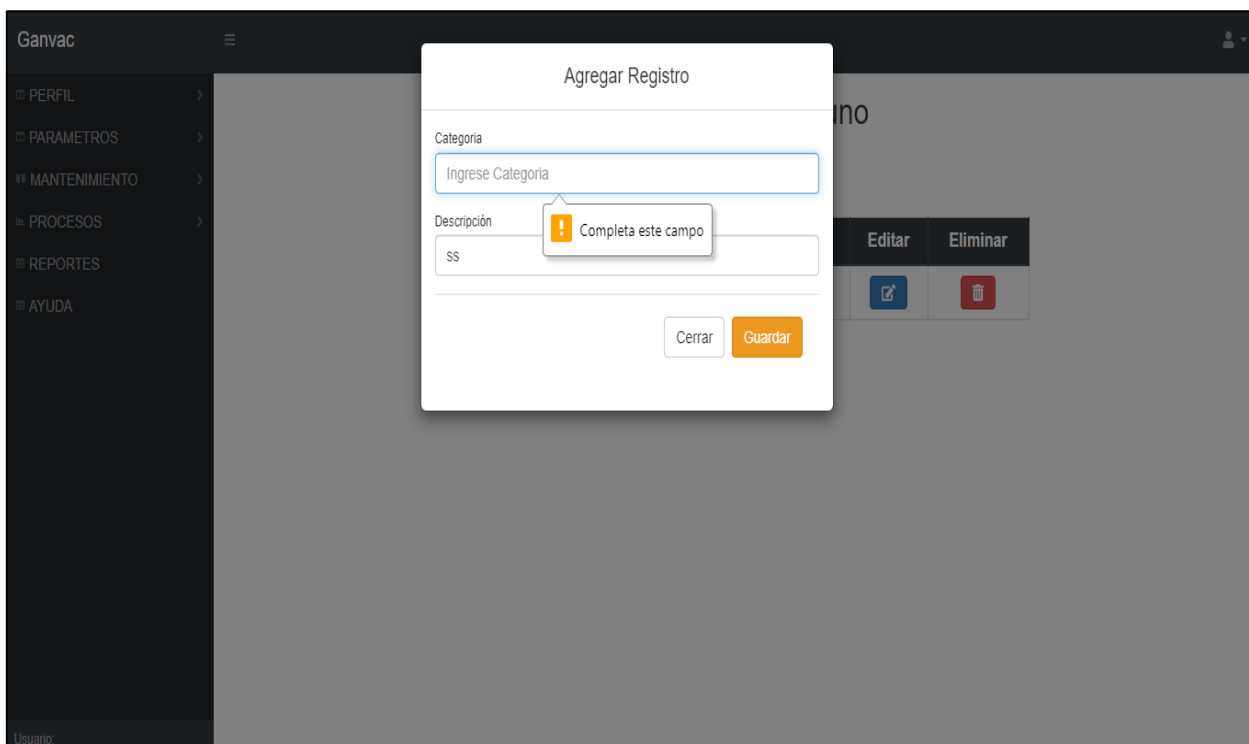 Ganvac
PERFIL
PARAMETROS
MANTENIMIENTO
PROCESOS
REPORTES
AYUDA
Usuario:
Agregar Registro
Categoria
Ingrese Categoria
Completa este campo
Descripción
ss
Cerrar
Guardar
Editar
Eliminar